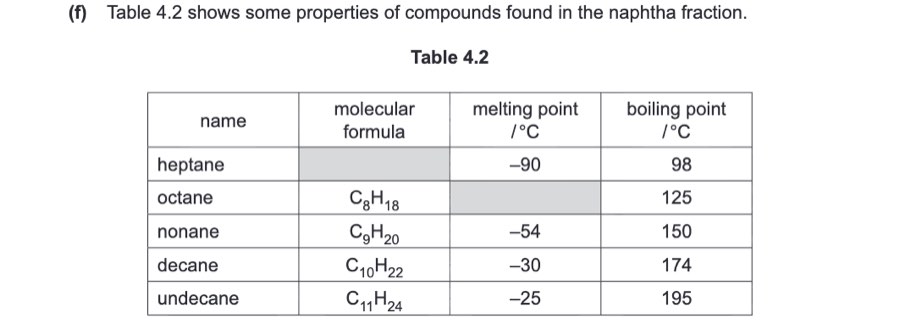 (f) Table 4.2 shows some properties of compounds found in the naphtha fraction.
Table 4.2
name molecular formula melting point /°C boiling point /°C
heptane –90 98
octane C₈H₁₈ 125
nonane C₉H₂₀ –54 150
decane C₁₀H₂₂ –30 174
undecane C₁₁H₂₄ –25 195